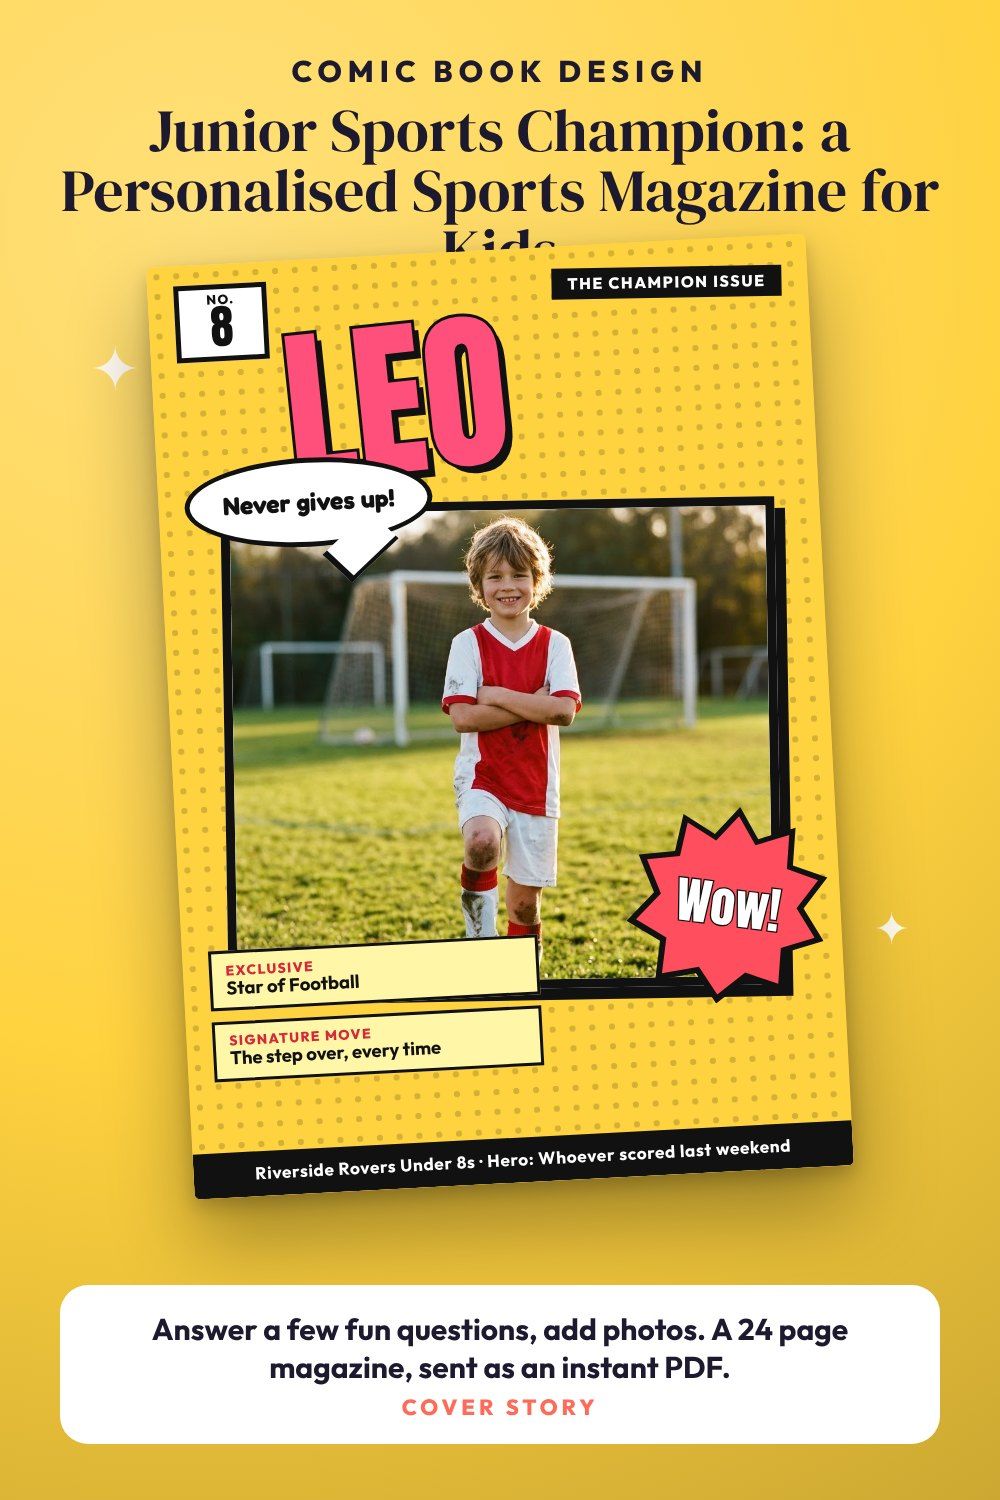 COMIC BOOK DESIGN
Junior Sports Champion: a
Personalised Sports Magazine for
Kids
NO.
8
THE CHAMPION ISSUE
LEO
Never gives up!
Wow!
EXCLUSIVE
Star of Football
SIGNATURE MOVE
The step over, every time
Riverside Rovers Under 8s · Hero: Whoever scored last weekend
Answer a few fun questions, add photos. A 24 page
magazine, sent as an instant PDF.
COVER STORY